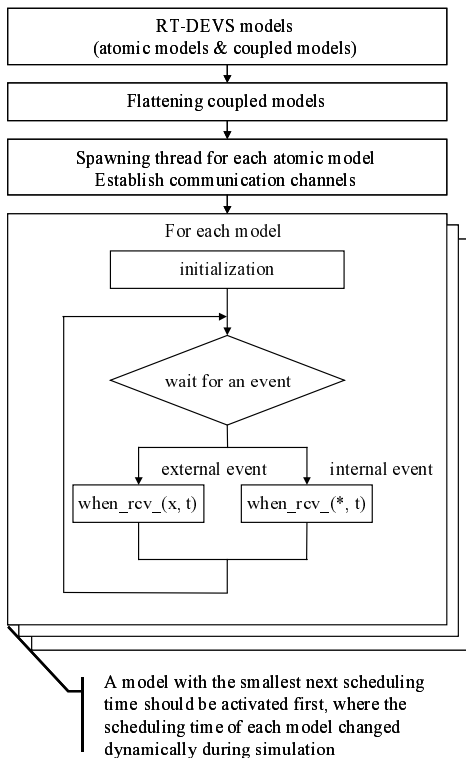 RT-DEVS models
(atomic models & coupled models)
Flattening coupled models
Spawning thread for each atomic model
Establish communication channels
For each model
initialization
wait for an event
external event
internal event
when_rcv_(x, t)
when_rcv_(*, t)
A model with the smallest next scheduling
time should be activated first, where the
scheduling time of each model changed
dynamically during simulation